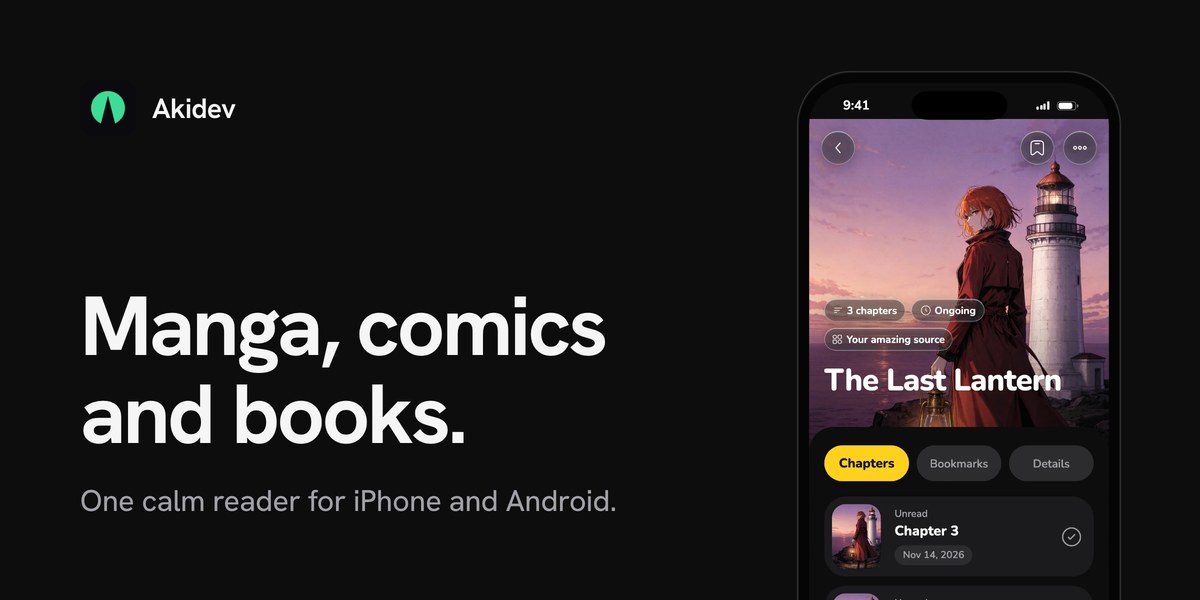 Akidev
Manga, comics
and books.
One calm reader for iPhone and Android.
9:41
3 chapters
Ongoing
Your amazing source
The Last Lantern
Chapters
Bookmarks
Details
Unread
Chapter 3
Nov 14, 2026